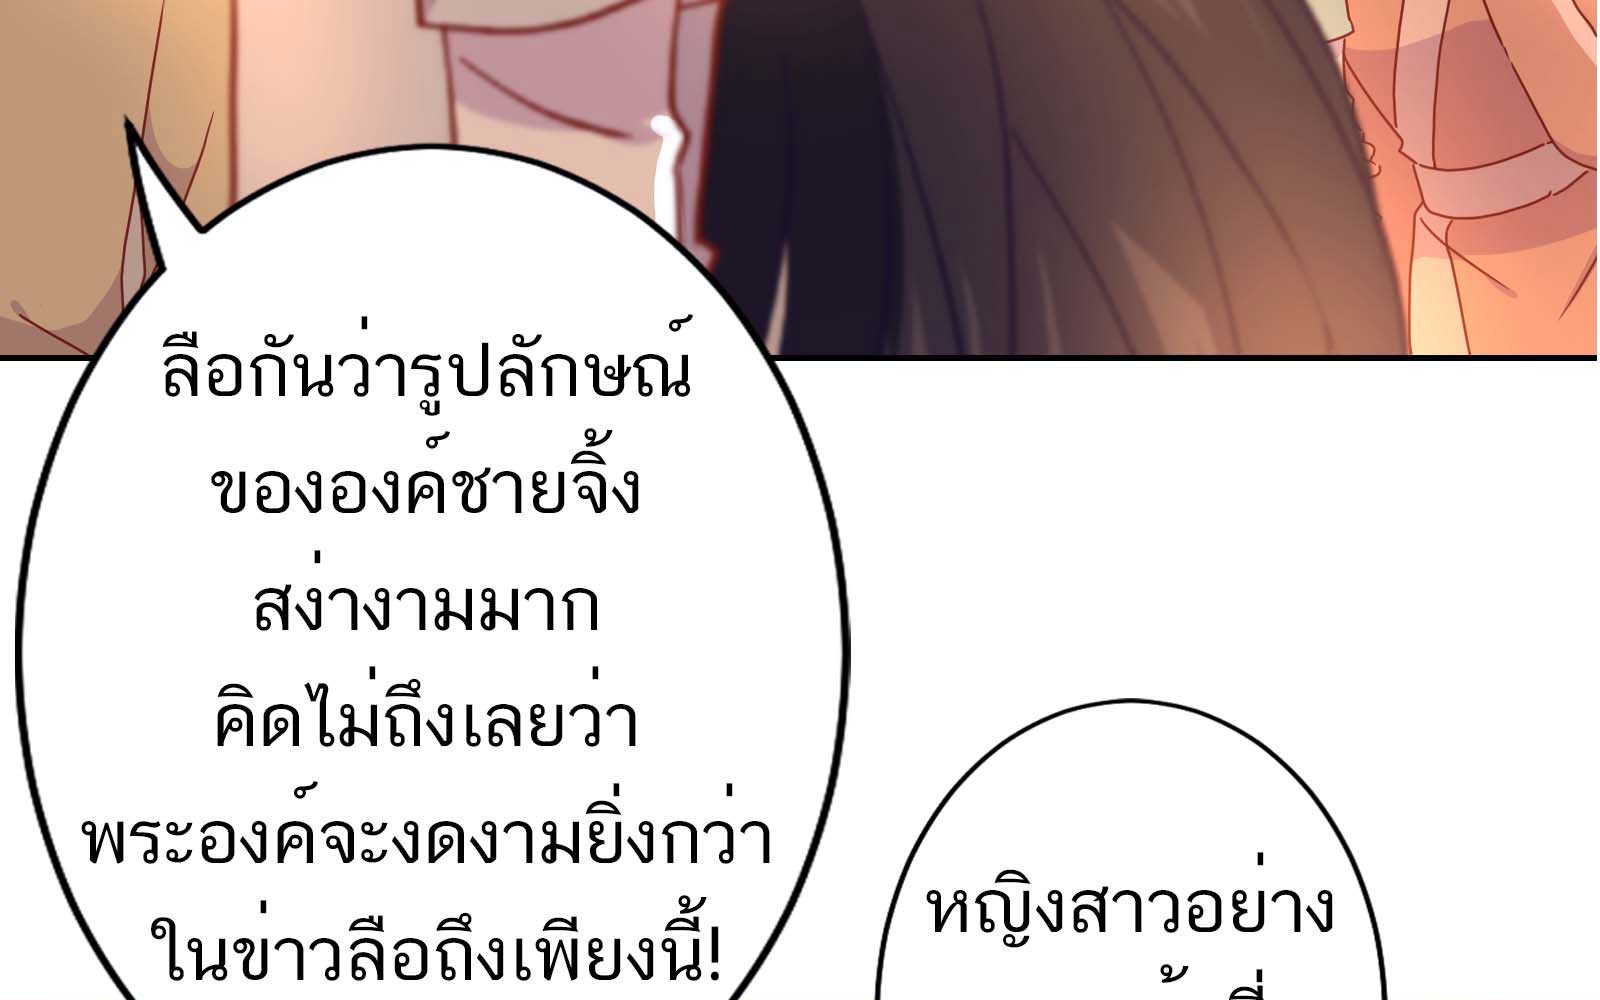 ลือกันว่ารูปลักษณ์
ขององค์ชายจิ้ง
สง่างามมาก
คิดไม่ถึงเลยว่า
พระองค์จะงดงามยิ่งกว่า
ในข่าวลือถึงเพียงนี้!
หญิงสาวอย่าง